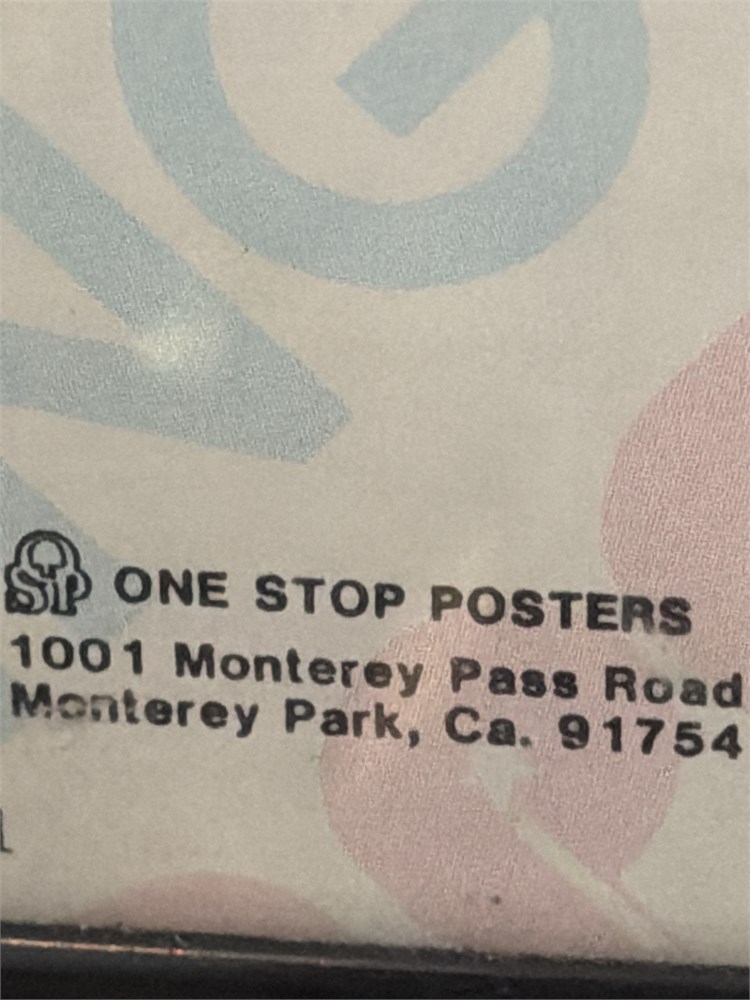 G
OSP ONE STOP POSTERS
1001 Monterey Pass Road
Monterey Park, Ca. 91754